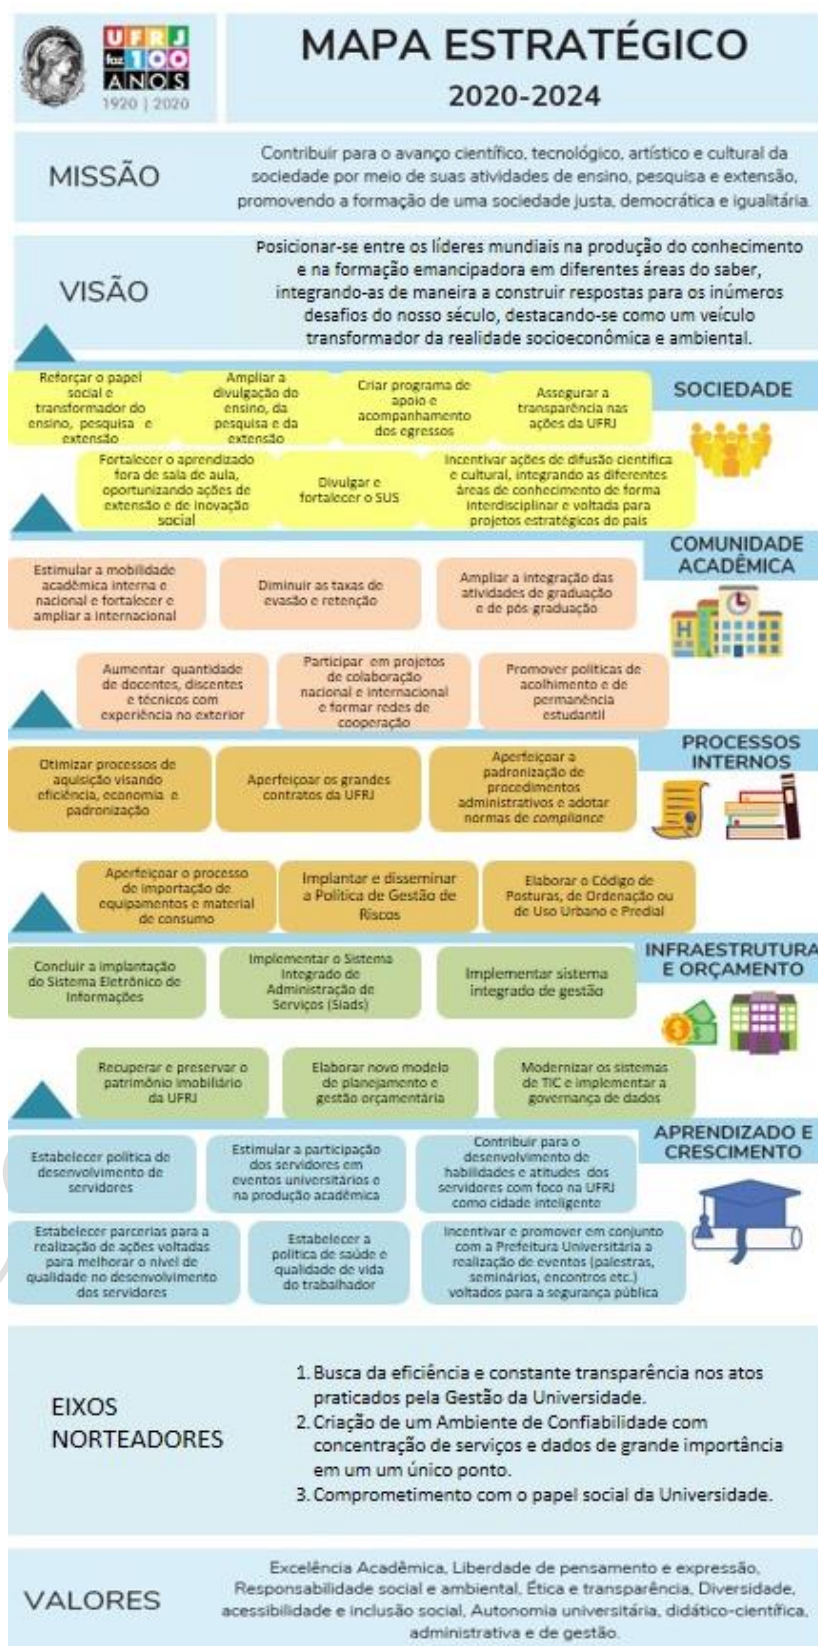 UFRJ
faz 100
ANOS
1920 | 2020
MAPA ESTRATÉGICO
2020-2024
MISSÃO
Contribuir para o avanço científico, tecnológico, artístico e cultural da
sociedade por meio de suas atividades de ensino, pesquisa e extensão,
promovendo a formação de uma sociedade justa, democrática e igualitária.
VISÃO
Posicionar-se entre os líderes mundiais na produção do conhecimento
e na formação emancipadora em diferentes áreas do saber,
integrando-as de maneira a construir respostas para os inúmeros
desafios do nosso século, destacando-se como um veículo
transformador da realidade socioeconômica e ambiental.
SOCIEDADE
Reforçar o papel
social e
transformador do
ensino, pesquisa e
extensão
Ampliar a
divulgação do
ensino, da
pesquisa e da
extensão
Criar programa de
apoio e
acompanhamento
dos egressos
Assegurar a
transparência nas
ações da UFRJ
Fortalecer o aprendizado
fora de sala de aula,
oportunizando ações de
extensão e de inovação
social
Divulgar e
fortalecer o SUS
Incentivar ações de difusão científica
e cultural, integrando as diferentes
áreas de conhecimento de forma
interdisciplinar e voltada para
projetos estratégicos do país
COMUNIDADE
ACADÊMICA
Estimular a mobilidade
acadêmica interna e
nacional e fortalecer e
ampliar a internacional
Diminuir as taxas de
evasão e retenção
Ampliar a integração das
atividades de graduação
e de pós-graduação
H
Aumentar quantidade
de docentes, discentes
e técnicos com
experiência no exterior
Participar em projetos
de colaboração
nacional e internacional
e formar redes de
cooperação
Promover políticas de
acolhimento e de
permanência
estudantil
PROCESSOS
INTERNOS
Otimizar processos de
aquisição visando
eficiência, economia e
padronização
Aperfeiçoar os grandes
contratos da UFRJ
Aperfeiçoar a
padronização de
procedimentos
administrativos e adotar
normas de compliance
Aperfeiçoar o processo
de importação de
equipamentos e material
de consumo
Implantar e disseminar
a Política de Gestão de
Riscos
Elaborar o Código de
Posturas, de Ordenação ou
de Uso Urbano e Predial
INFRAESTRUTURA
E ORÇAMENTO
Concluir a implantação
do Sistema Eletrônico de
Informações
Implementar o Sistema
Integrado de
Administração de
Serviços (Siads)
Implementar sistema
integrado de gestão
$
Recuperar e preservar o
patrimônio imobiliário
da UFRJ
Elaborar novo modelo
de planejamento e
gestão orçamentária
Modernizar os sistemas
de TIC e implementar a
governança de dados
APRENDIZADO E
CRESCIMENTO
Estabelecer política de
desenvolvimento de
servidores
Estimular a participação
dos servidores em
eventos universitários e
na produção acadêmica
Contribuir para o
desenvolvimento de
habilidades e atitudes dos
servidores com foco na UFRJ
como cidade inteligente
Estabelecer parcerias para a
realização de ações voltadas
para melhorar o nível de
qualidade no desenvolvimento
dos servidores
Estabelecer a
política de saúde e
qualidade de vida
do trabalhador
Incentivar e promover em conjunto
com a Prefeitura Universitária a
realização de eventos (palestras,
seminários, encontros etc.)
voltados para a segurança pública
EIXOS
NORTEADORES
1. Busca da eficiência e constante transparência nos atos
praticados pela Gestão da Universidade.
2. Criação de um Ambiente de Confiabilidade com
concentração de serviços e dados de grande importância
em um um único ponto.
3. Comprometimento com o papel social da Universidade.
VALORES
Excelência Acadêmica, Liberdade de pensamento e expressão,
Responsabilidade social e ambiental, Ética e transparência, Diversidade,
acessibilidade e inclusão social, Autonomia universitária, didático-científica,
administrativa e de gestão.